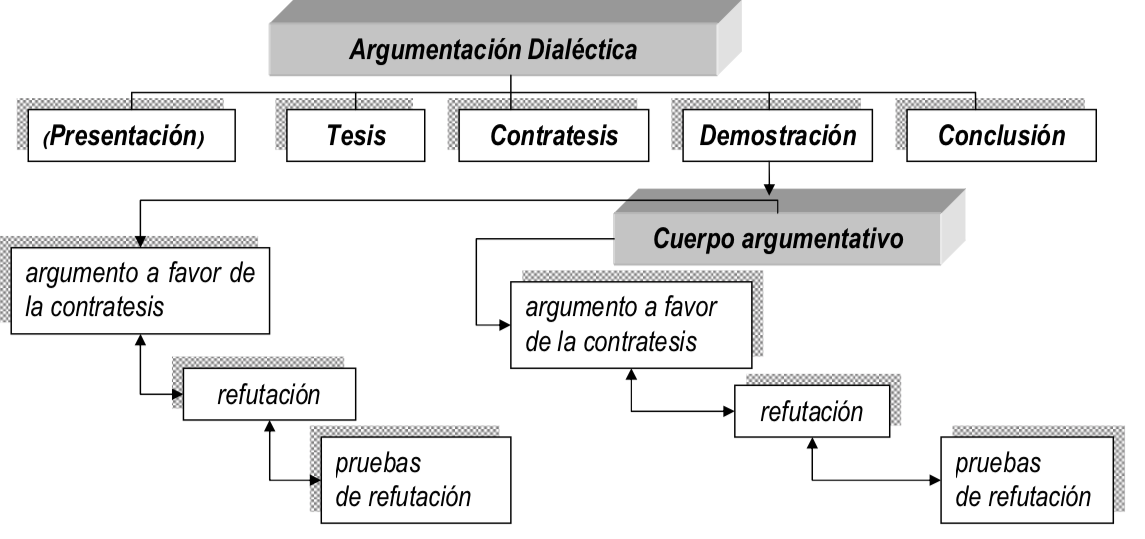 Argumentación Dialéctica
(Presentación)
Tesis
Contratesis
Demostración
Conclusión
Cuerpo argumentativo
argumento a favor de
la contratesis
refutación
pruebas
de refutación
argumento a favor
de la contratesis
refutación
pruebas
de refutación